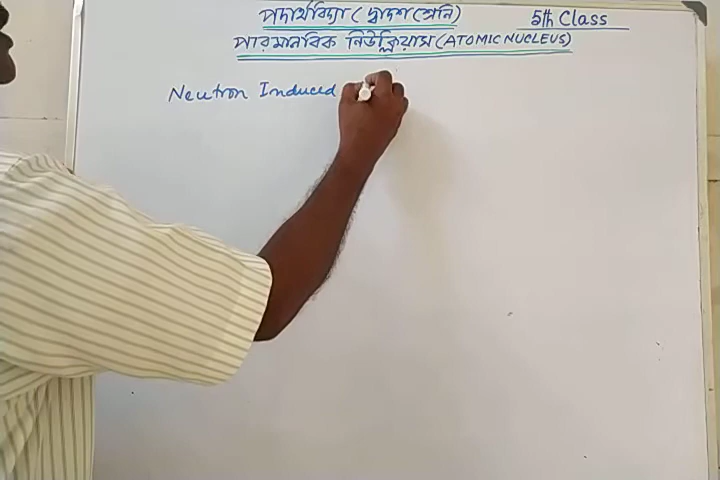 পদার্থবিদ্যা (দ্বাদশ শ্রেনি) 5th Class
পারমানবিক নিউক্লিয়াস (ATOMIC NUCLEUS)
Neutron Induced